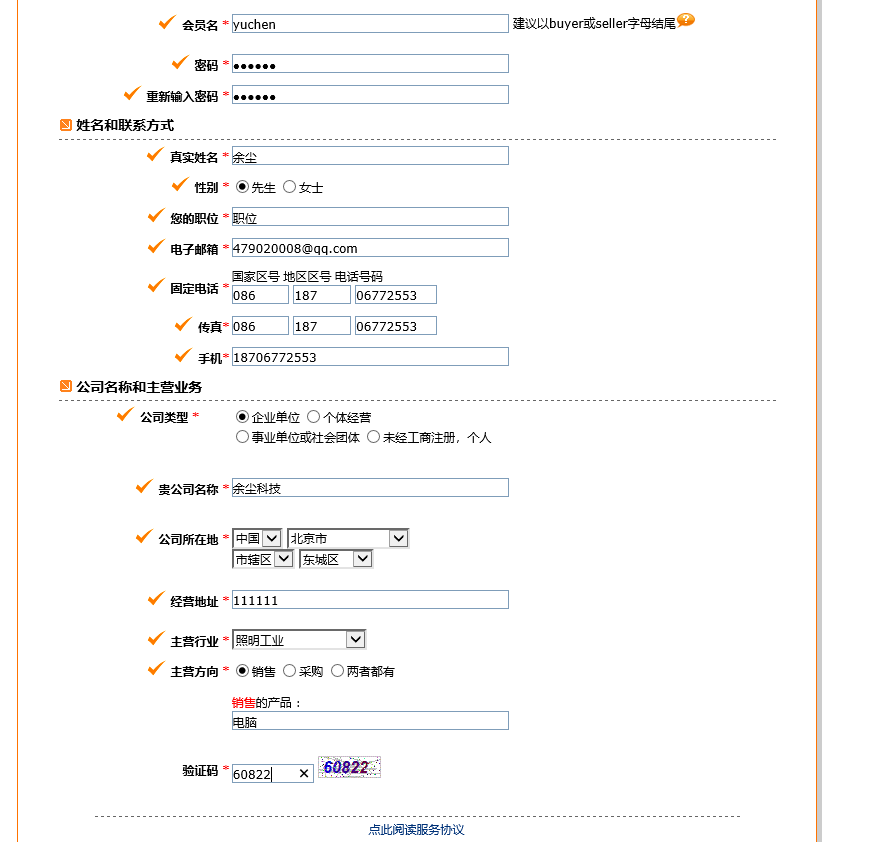 会员名 * yuchen 建议以buyer或seller字母结尾
密码 * ●●●●●●
重新输入密码 * ●●●●●●
姓名和联系方式
真实姓名 * 余尘
性别 * 先生 女士
您的职位 * 职位
电子邮箱 * 479020008@qq.com
国家区号 地区区号 电话号码
固定电话 * 086 187 06772553
传真 * 086 187 06772553
手机 * 18706772553
公司名称和主营业务
公司类型 * 企业单位 个体经营
事业单位或社会团体 未经工商注册，个人
贵公司名称 * 余尘科技
公司所在地 * 中国 北京市
市辖区 东城区
经营地址 * 111111
主营行业 * 照明工业
主营方向 * 销售 采购 两者都有
销售的产品：
电脑
验证码 * 60822 60822
点此阅读服务协议